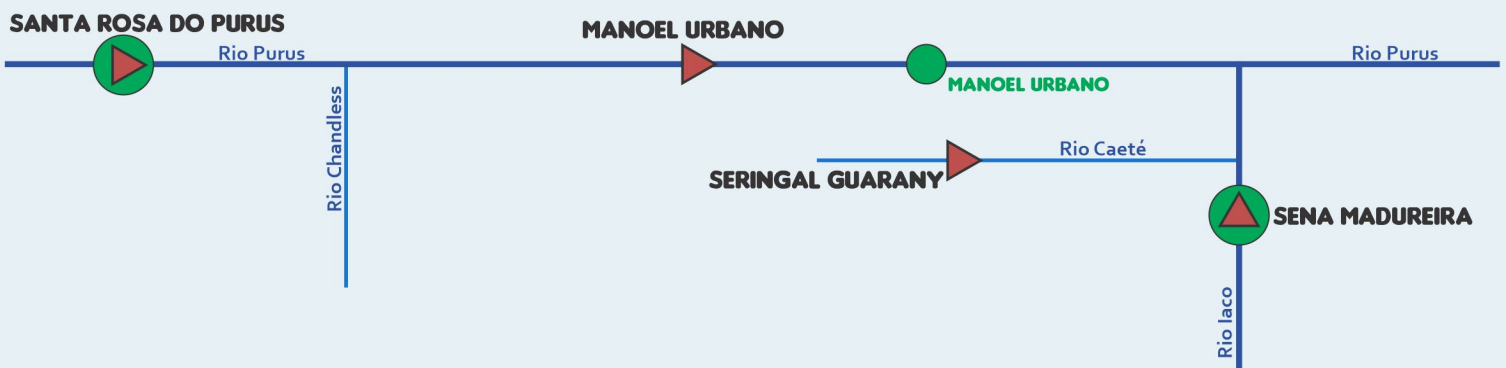 SANTA ROSA DO PURUS
MANOEL URBANO
Rio Purus
Rio Purus
MANOEL URBANO
Rio Chandless
Rio Caeté
SERINGAL GUARANY
SENA MADUREIRA
Rio Iaco